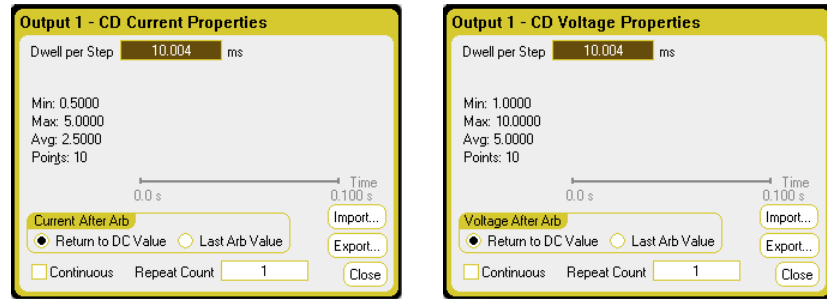 Output 1 - CD Current Properties
Dwell per Step 10.004 ms
Min: 0.5000
Max: 5.0000
Avg: 2.5000
Points: 10
Time
0.0 s 0.100 s
Current After Arb
Return to DC Value Last Arb Value
Import...
Export...
Continuous Repeat Count 1
Close
Output 1 - CD Voltage Properties
Dwell per Step 10.004 ms
Min: 1.0000
Max: 10.0000
Avg: 5.0000
Points: 10
Time
0.0 s 0.100 s
Voltage After Arb
Return to DC Value Last Arb Value
Import...
Export...
Continuous Repeat Count 1
Close